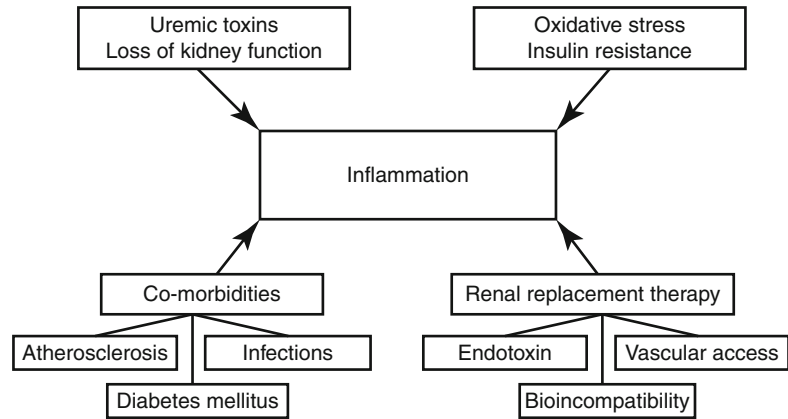 Uremic toxins
Loss of kidney function
Oxidative stress
Insulin resistance
Inflammation
Co-morbidities
Renal replacement therapy
Atherosclerosis
Infections
Endotoxin
Vascular access
Diabetes mellitus
Bioincompatibility